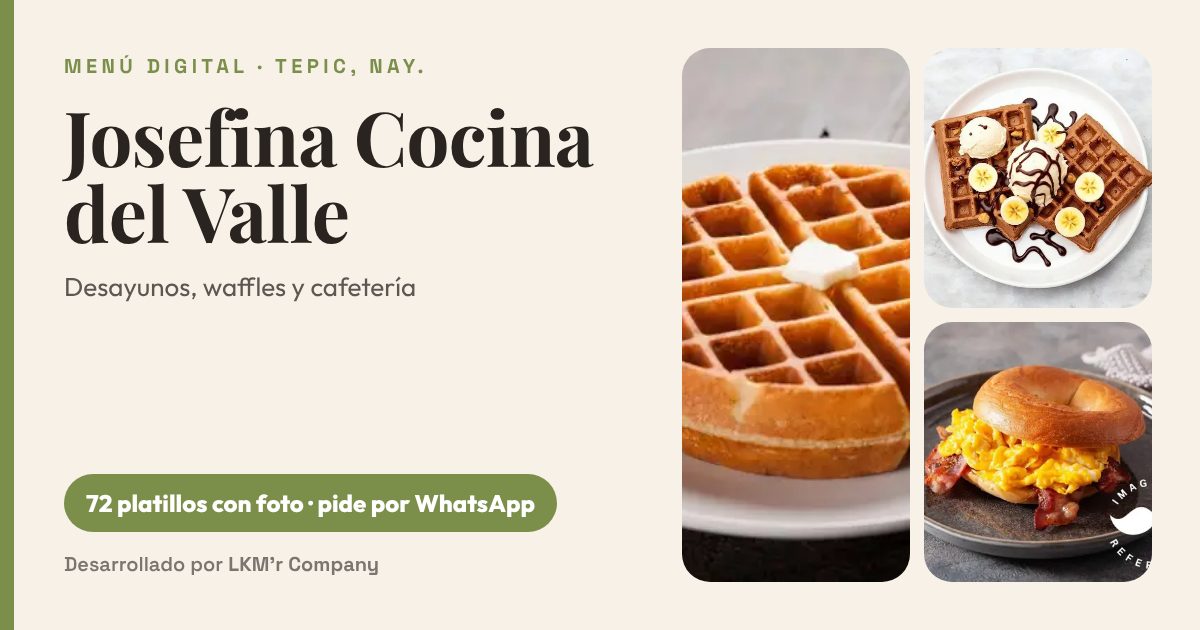 MENÚ DIGITAL · TEPIC, NAY.
Josefina Cocina
del Valle
Desayunos, waffles y cafetería
72 platillos con foto · pide por WhatsApp
Desarrollado por LKM’r Company